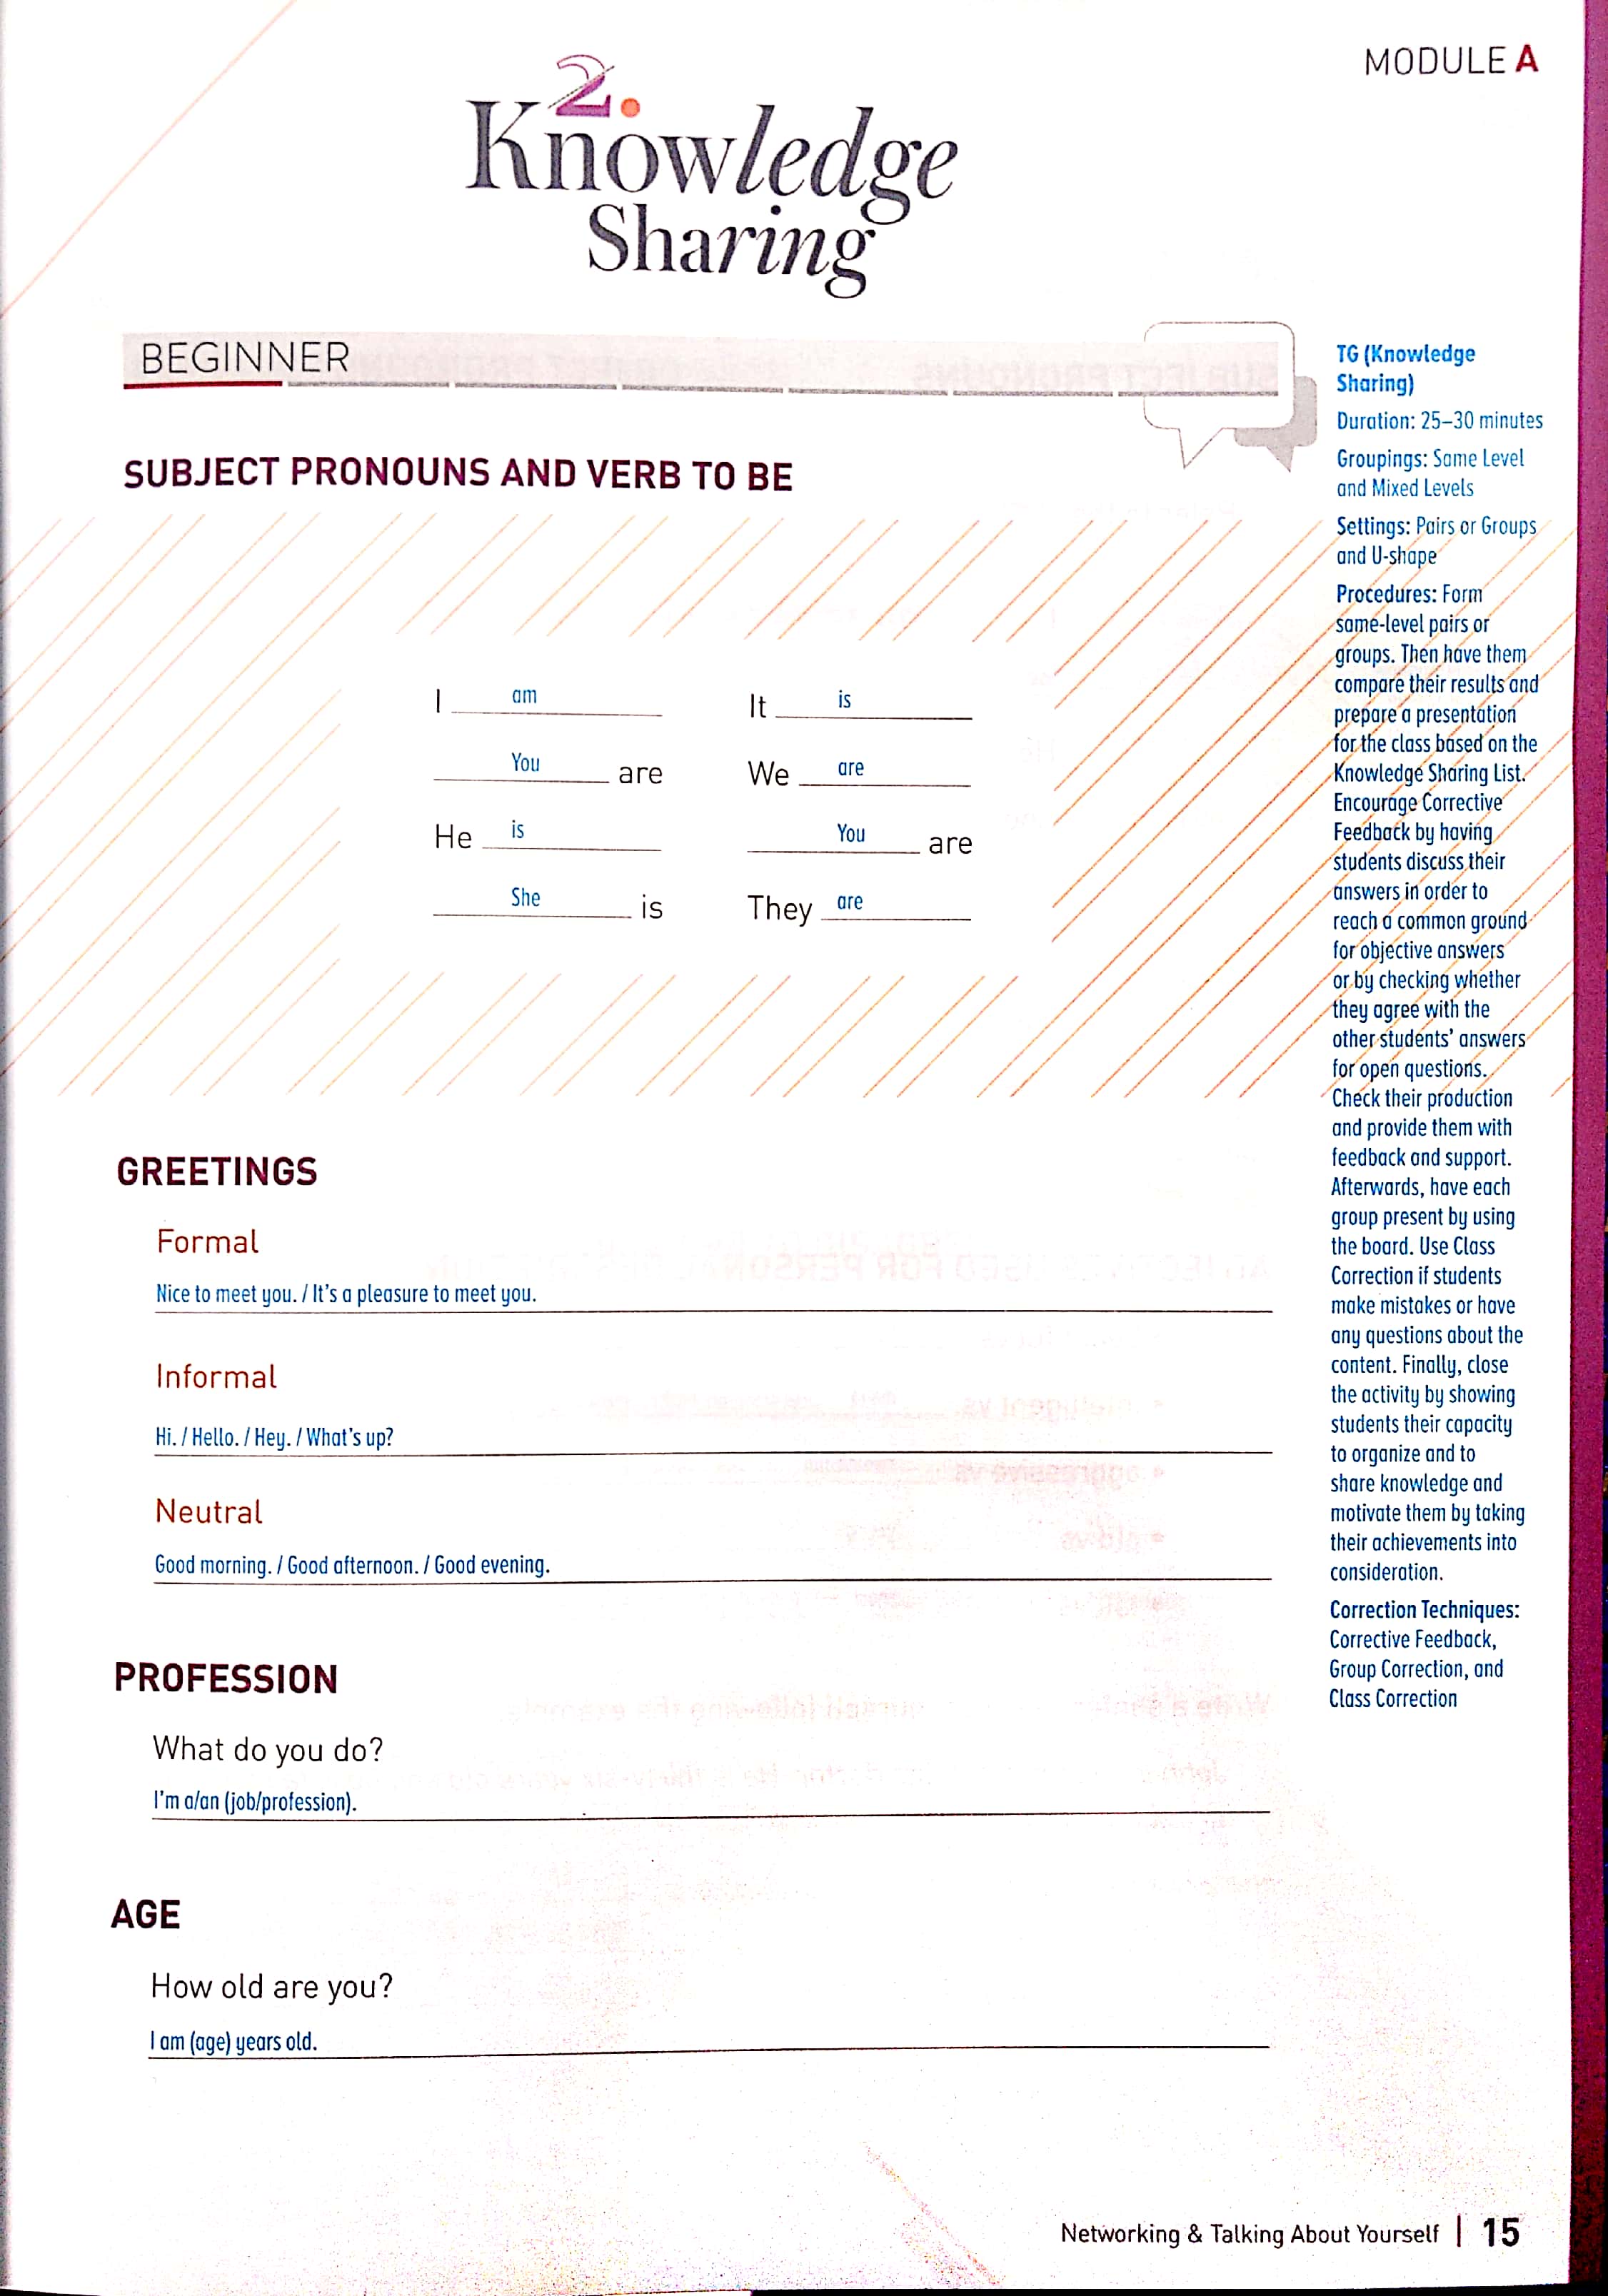 MODULE A
2.
Knowledge
Sharing
BEGINNER
SUBJECT PRONOUNS AND VERB TO BE
I am
You are
He is
She is
It is
We are
You are
They are
GREETINGS
Formal
Nice to meet you. / It's a pleasure to meet you.
Informal
Hi. / Hello. / Hey. / What's up?
Neutral
Good morning. / Good afternoon. / Good evening.
PROFESSION
What do you do?
I'm a/an (job/profession).
AGE
How old are you?
I am (age) years old.
TG (Knowledge
Sharing)
Duration: 25–30 minutes
Groupings: Same Level
and Mixed Levels
Settings: Pairs or Groups
and U-shape
Procedures: Form
same-level pairs or
groups. Then have them
compare their results and
prepare a presentation
for the class based on the
Knowledge Sharing List.
Encourage Corrective
Feedback by having
students discuss their
answers in order to
reach a common ground
for objective answers
or by checking whether
they agree with the
other students' answers
for open questions.
Check their production
and provide them with
feedback and support.
Afterwards, have each
group present by using
the board. Use Class
Correction if students
make mistakes or have
any questions about the
content. Finally, close
the activity by showing
students their capacity
to organize and to
share knowledge and
motivate them by taking
their achievements into
consideration.
Correction Techniques:
Corrective Feedback,
Group Correction, and
Class Correction
Networking & Talking About Yourself | 15